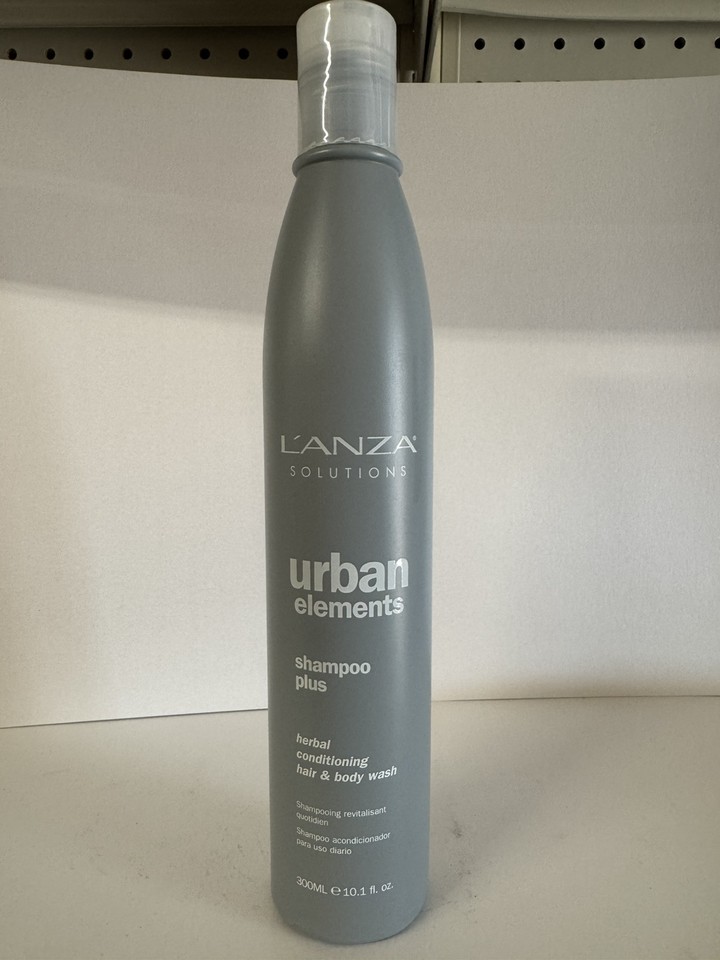 L'ANZA®
SOLUTIONS
urban
elements
shampoo
plus
herbal
conditioning
hair & body wash
Shampooing revitalisant
quotidien
Shampoo acondicionador
para uso diario
300ML ℮ 10.1 fl. oz.